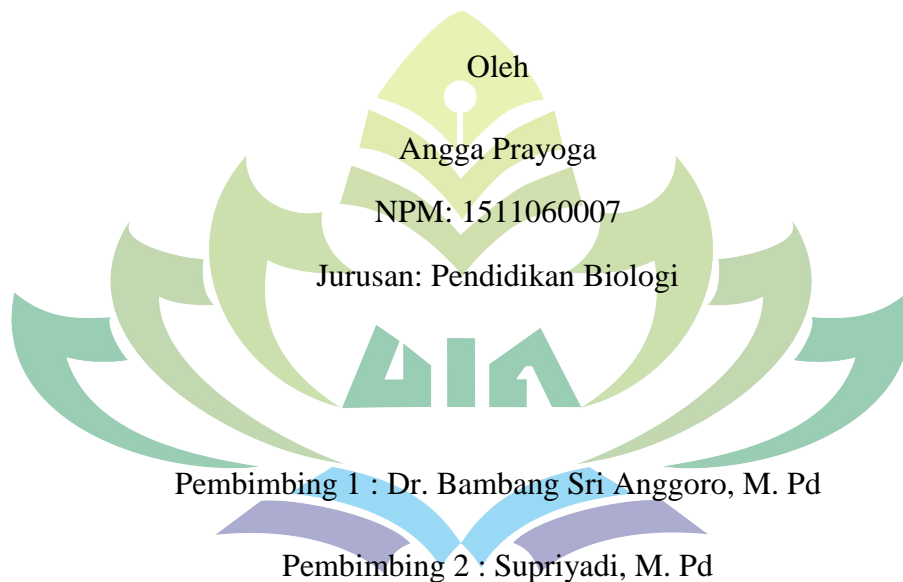 Oleh
Angga Prayoga
NPM: 1511060007
Jurusan: Pendidikan Biologi
UIN
Pembimbing 1 : Dr. Bambang Sri Anggoro, M. Pd
Pembimbing 2 : Supriyadi, M. Pd